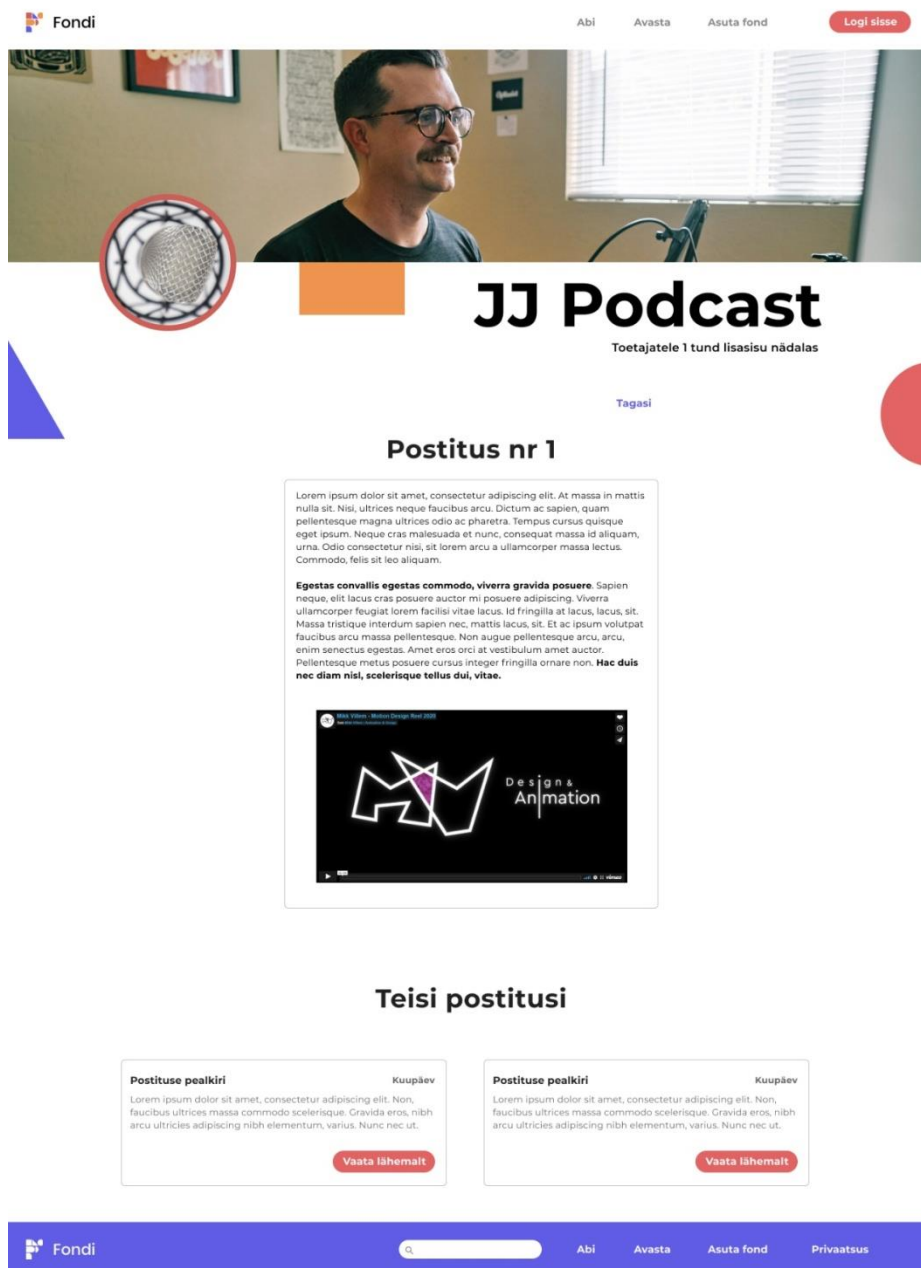 Fondi
Abi Avasta Asuta fond Logi sisse
JJ Podcast
Toetajatele 1 tund lisasisu nädalas
Tagasi
Postitus nr 1
Lorem ipsum dolor sit amet, consectetur adipiscing elit. At massa in mattis
nulla sit. Nisi, ultrices neque faucibus arcu. Dictum ac sapien, quam
pellentesque magna ultrices odio ac pharetra. Tempus cursus quisque
eget ipsum. Neque cras malesuada et nunc, consequat massa id aliquam,
urna. Odio consectetur nisi, sit lorem arcu a ullamcorper massa lectus.
Commodo, felis sit leo aliquam.
Egestas convallis egestas commodo, viverra gravida posuere. Sapien
neque, elit lacus cras posuere auctor mi posuere adipiscing. Viverra
ullamcorper feugiat lorem facilisi vitae lacus. Id fringilla at lacus, lacus, sit.
Massa tristique interdum sapien nec, mattis lacus, sit. Et ac ipsum volutpat
faucibus arcu massa pellentesque. Non augue pellentesque arcu, arcu,
enim senectus egestas. Amet eros orci at vestibulum amet auctor.
Pellentesque metus posuere cursus integer fringilla ornare non. Hac duis
nec diam nisl, scelerisque tellus dui, vitae.
Mikk Villem - Motion Design Reel 2020
Design &
Animation
vimeo
Teisi postitusi
Postituse pealkiri Kuupäev
Lorem ipsum dolor sit amet, consectetur adipiscing elit. Non,
faucibus ultrices massa commodo scelerisque. Gravida eros, nibh
arcu ultricies adipiscing nibh elementum, varius. Nunc nec ut.
Vaata lähemalt
Postituse pealkiri Kuupäev
Lorem ipsum dolor sit amet, consectetur adipiscing elit. Non,
faucibus ultrices massa commodo scelerisque. Gravida eros, nibh
arcu ultricies adipiscing nibh elementum, varius. Nunc nec ut.
Vaata lähemalt
Fondi
Abi Avasta Asuta fond Privaatsus